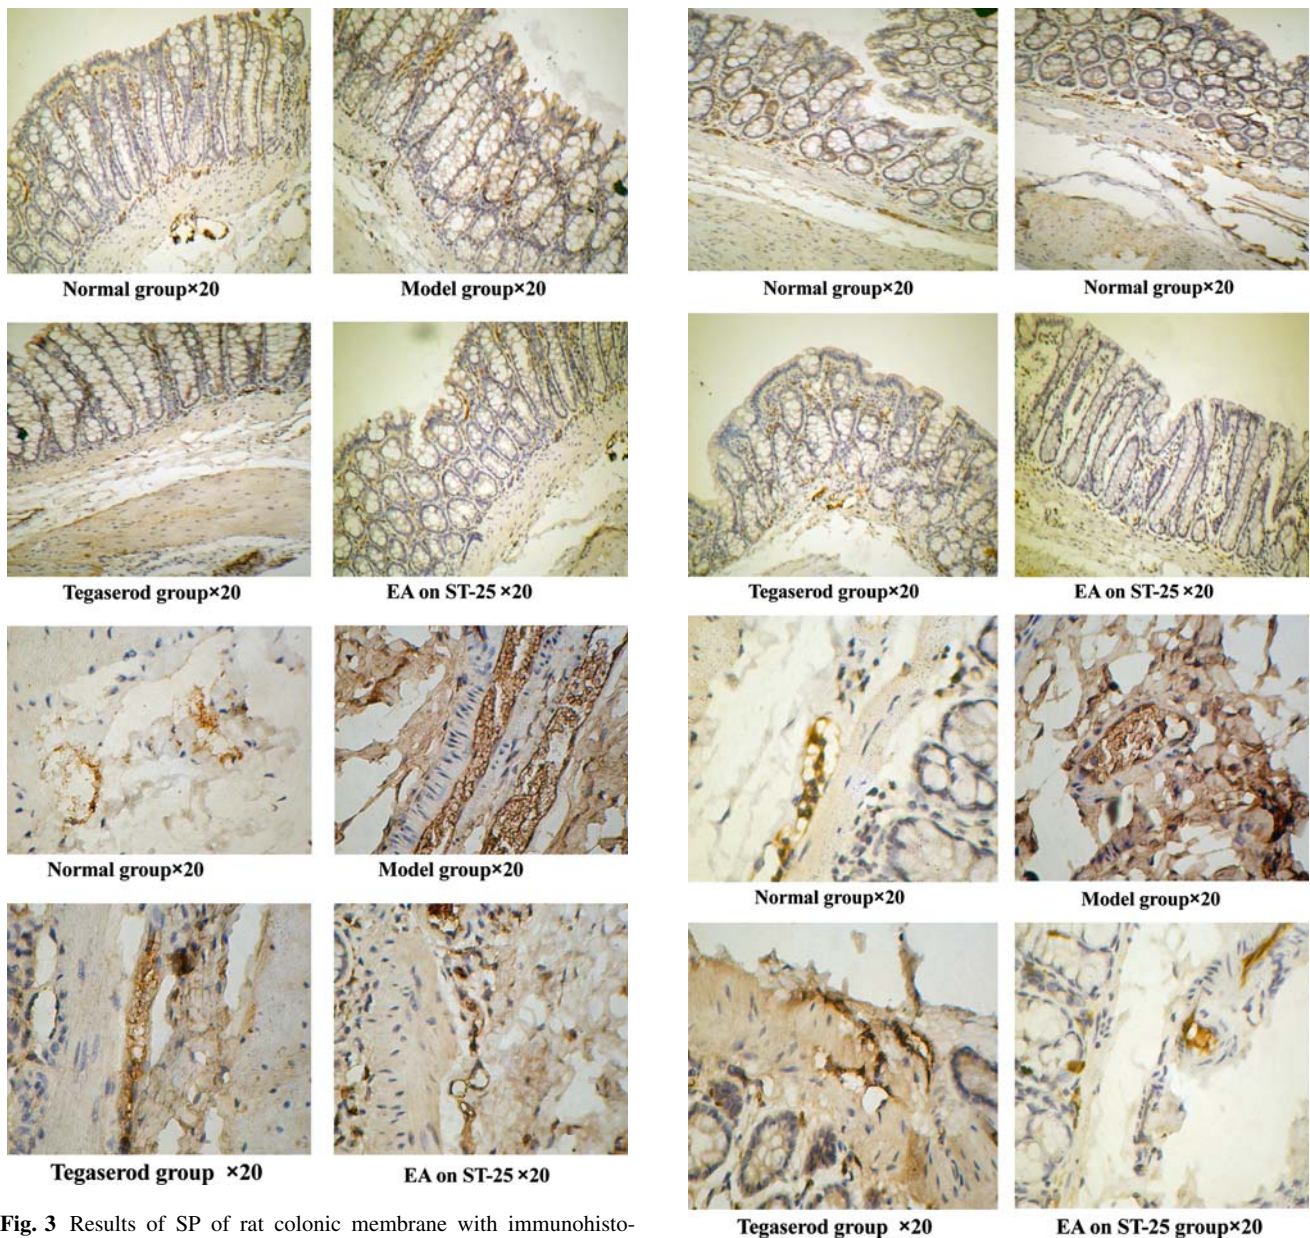 Normal group×20
Model group×20
Tegaserod group×20
EA on ST-25 ×20
Normal group×20
Model group×20
Tegaserod group ×20
EA on ST-25 ×20
Fig. 3 Results of SP of rat colonic membrane with immunohisto-
Normal group×20
Normal group×20
Tegaserod group×20
EA on ST-25 ×20
Normal group×20
Model group×20
Tegaserod group ×20
EA on ST-25 group×20